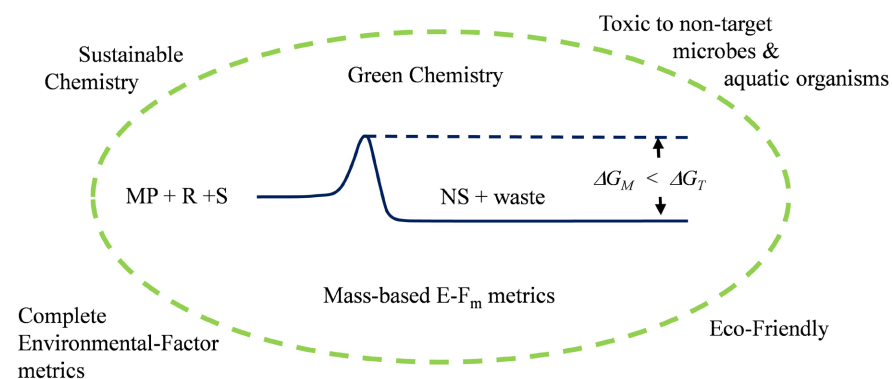 Sustainable
Chemistry
Toxic to non-target
microbes &
aquatic organisms
Green Chemistry
MP + R +S
NS + waste
ΔG_M < ΔG_T
Mass-based E-F_m metrics
Complete
Environmental-Factor
metrics
Eco-Friendly